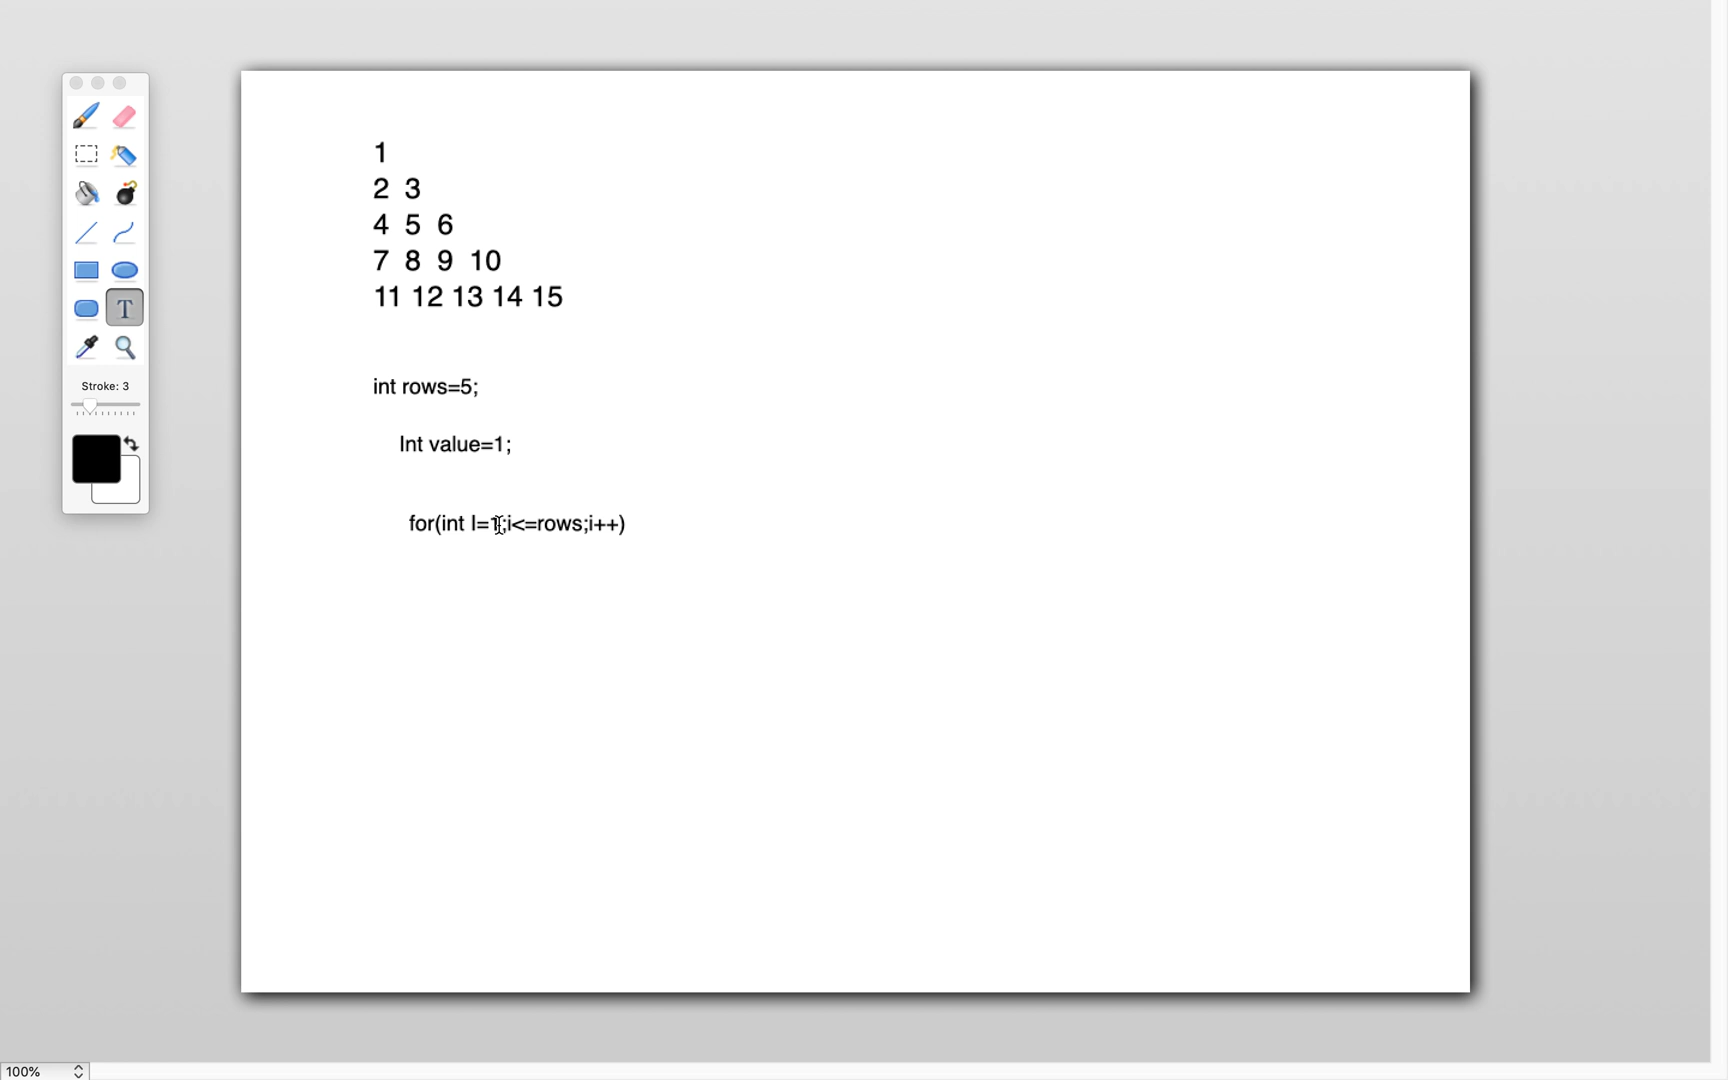 1
2 3
4 5 6
7 8 9 10
11 12 13 14 15
int rows=5;
Int value=1;
for(int I=1;i<=rows;i++)
T
Stroke: 3
100%